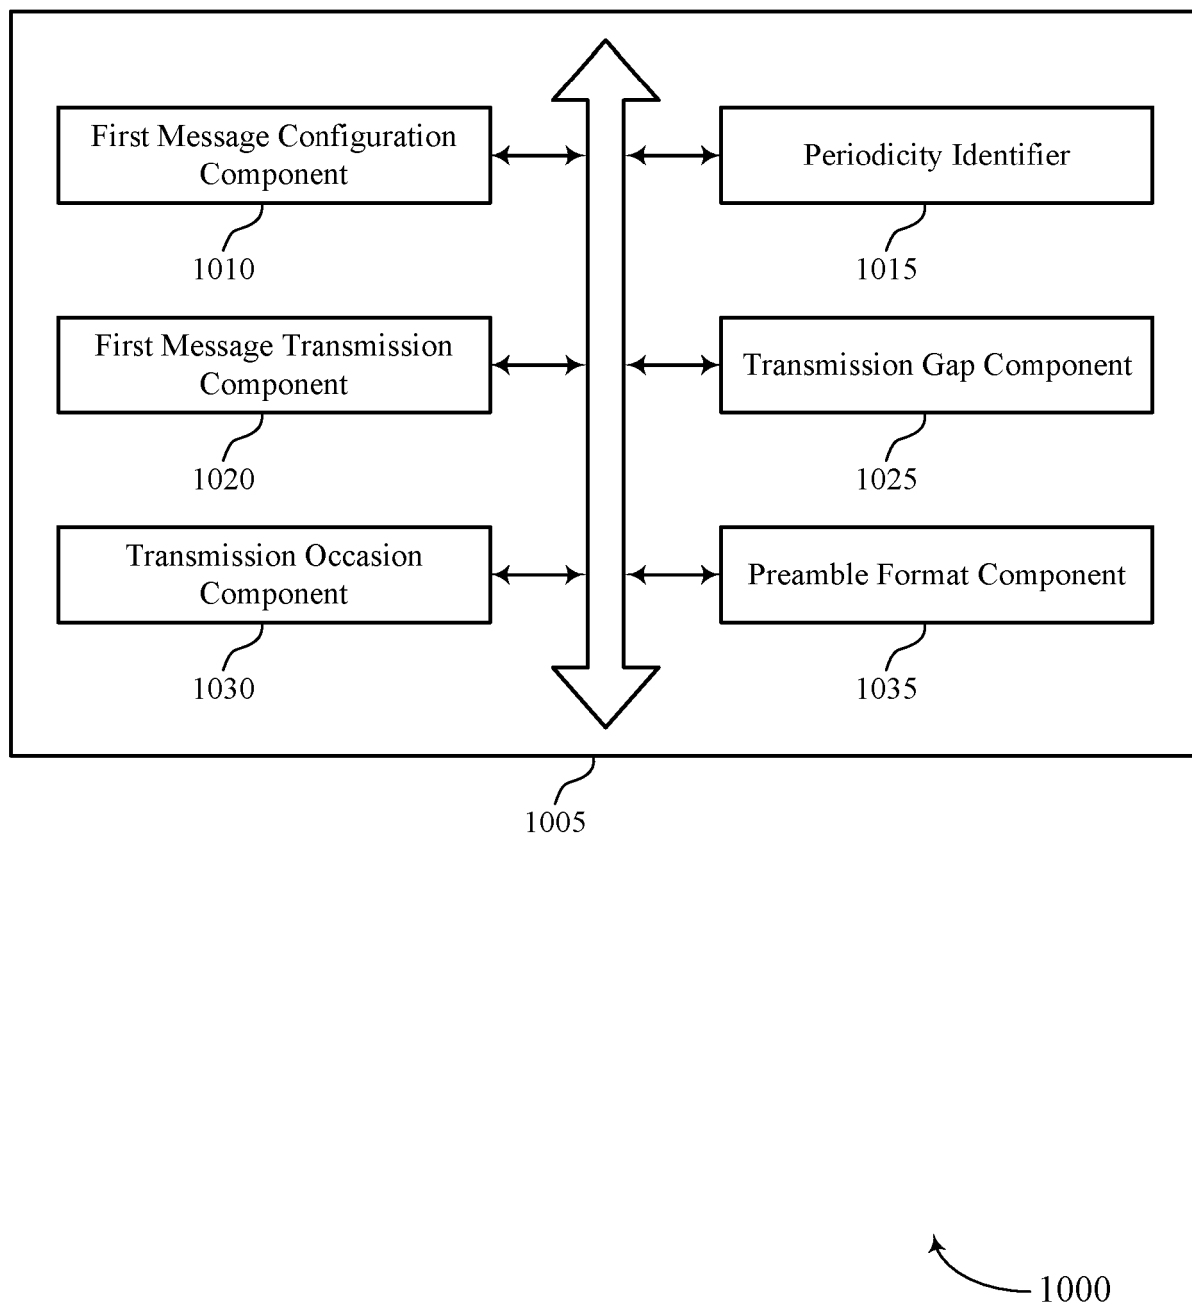 First Message Configuration
Component
1010
Periodicity Identifier
1015
First Message Transmission
Component
1020
Transmission Gap Component
1025
Transmission Occasion
Component
1030
Preamble Format Component
1035
1005
1000